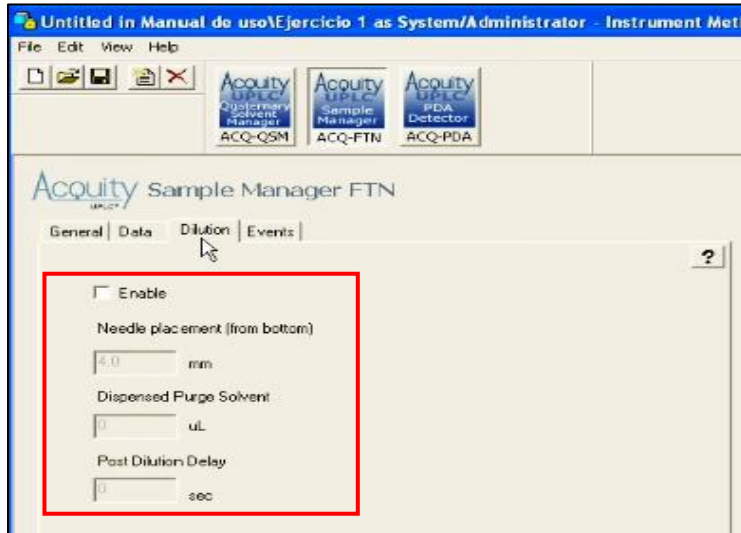 Untitled in Manual de uso\Ejercicio 1 as System/Administrator - Instrument Met
File Edit View Help
Acquity UPLC Quaternary Solvent Manager
ACQ-QSM
Acquity UPLC Sample Manager
ACQ-FTN
Acquity UPLC PDA Detector
ACQ-PDA
Acquity UPLC Sample Manager FTN
General Data Dilution Events
?
Enable
Needle placement (from bottom)
4.0 mm
Dispensed Purge Solvent
0 uL
Post Dilution Delay
0 sec